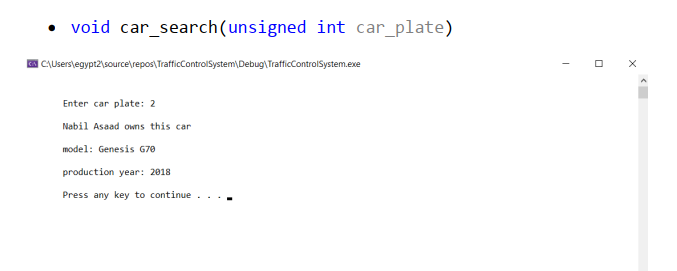 • void car_search(unsigned int car_plate)
C:\Users\egypt2\source\repos\TrafficControlSystem\Debug\TrafficControlSystem.exe
Enter car plate: 2
Nabil Asaad owns this car
model: Genesis G70
production year: 2018
Press any key to continue . . .